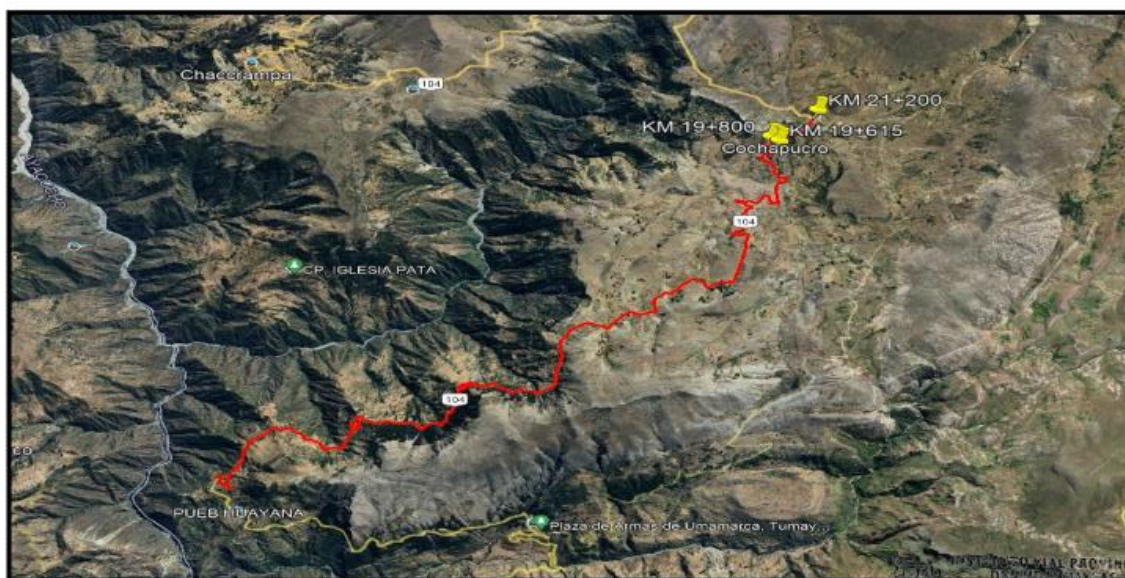 Chaccrampa
104
KM 21+200
KM 19+800
KM 19+615
Cochapucro
104
CP. IGLESIA PATA
104
co
PUEB HUAYANA
Plaza de Armas de Umamarca, Tumay...